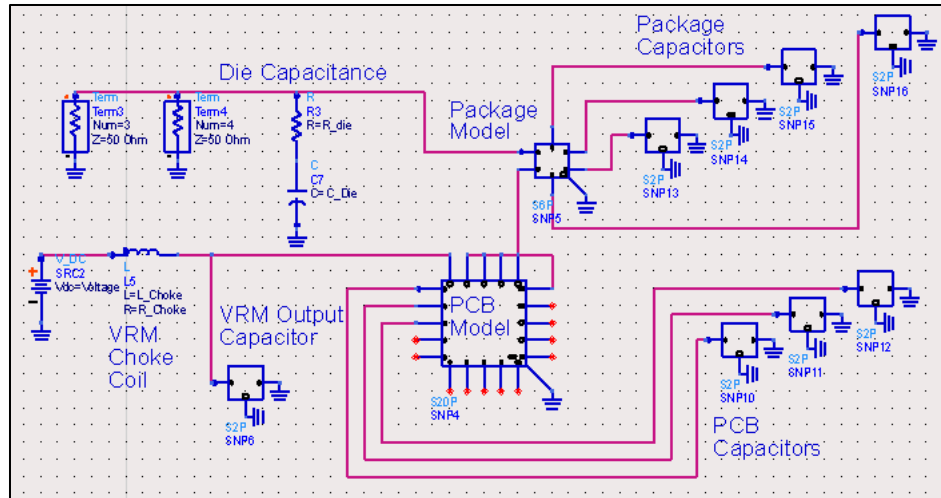 Die Capacitance
Package
Capacitors
Package
Model
Term
Term3
Num=3
Z=50 Ohm
Term
Term4
Num=4
Z=50 Ohm
R
R3
R=R_die
C
C7
C=C_Die
S6P
SNP5
S2P
SNP13
S2P
SNP14
S2P
SNP15
S2P
SNP16
V_DC
SRC2
Vdc=Voltage
L
L5
L=L_Choke
R=R_Choke
VRM
Choke
Coil
VRM Output
Capacitor
S2P
SNP6
PCB
Model
S20P
SNP4
S2P
SNP10
S2P
SNP11
S2P
SNP12
PCB
Capacitors